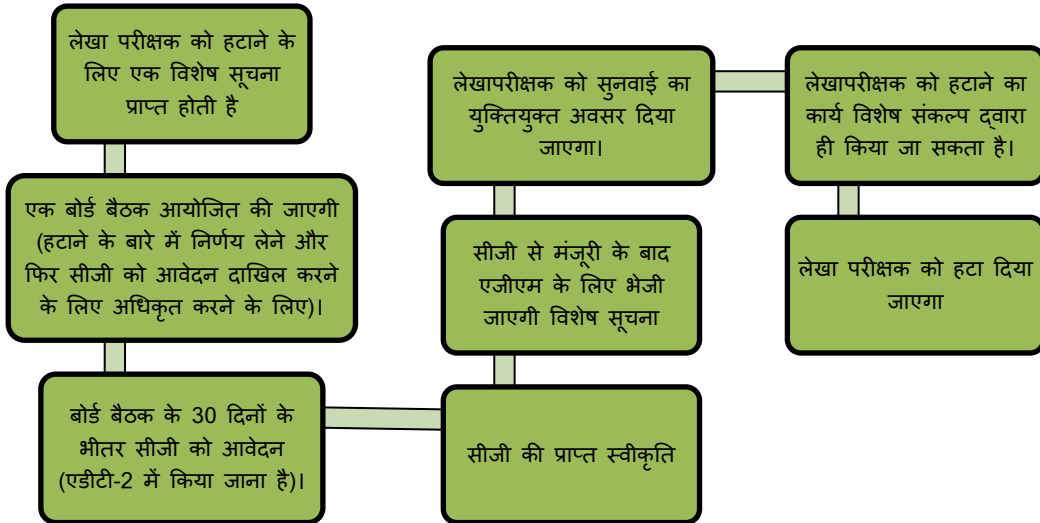 लेखा परीक्षक को हटाने के
लिए एक विशेष सूचना
प्राप्त होती है
एक बोर्ड बैठक आयोजित की जाएगी
(हटाने के बारे में निर्णय लेने और
फिर सीजी को आवेदन दाखिल करने
के लिए अधिकृत करने के लिए)।
बोर्ड बैठक के 30 दिनों के
भीतर सीजी को आवेदन
(एडीटी-2 में किया जाना है)।
सीजी की प्राप्त स्वीकृति
सीजी से मंजूरी के बाद
एजीएम के लिए भेजी
जाएगी विशेष सूचना
लेखापरीक्षक को सुनवाई का
युक्तियुक्त अवसर दिया
जाएगा।
लेखापरीक्षक को हटाने का
कार्य विशेष संकल्प द्वारा
ही किया जा सकता है।
लेखा परीक्षक को हटा दिया
जाएगा